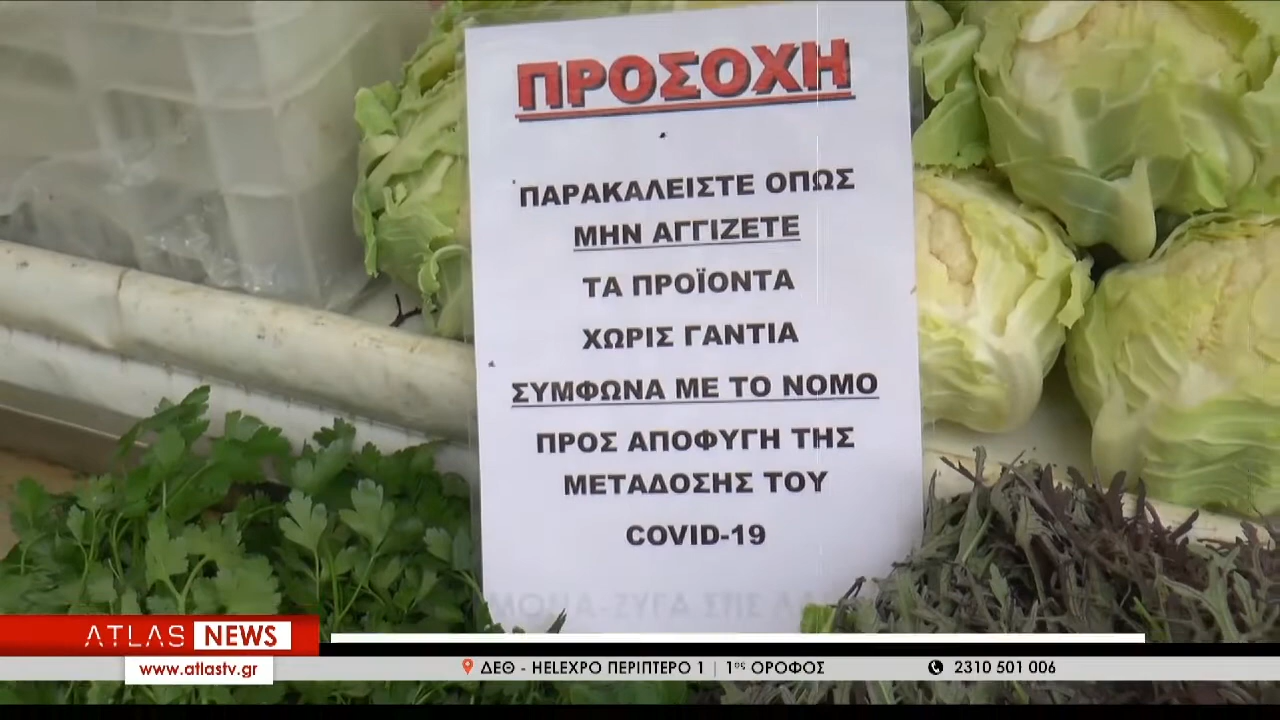 ΠΡΟΣΟΧΗ
ΠΑΡΑΚΑΛΕΙΣΤΕ ΟΠΩΣ
ΜΗΝ ΑΓΓΙΖΕΤΕ
ΤΑ ΠΡΟΪΟΝΤΑ
ΧΩΡΙΣ ΓΑΝΤΙΑ
ΣΥΜΦΩΝΑ ΜΕ ΤΟ ΝΟΜΟ
ΠΡΟΣ ΑΠΟΦΥΓΗ ΤΗΣ
ΜΕΤΑΔΟΣΗΣ ΤΟΥ
COVID-19
ATLAS NEWS
www.atlastv.gr
ΔΕΘ - HELEXPO ΠΕΡΙΠΤΕΡΟ 1 | 1ος ΟΡΟΦΟΣ
2310 501 006